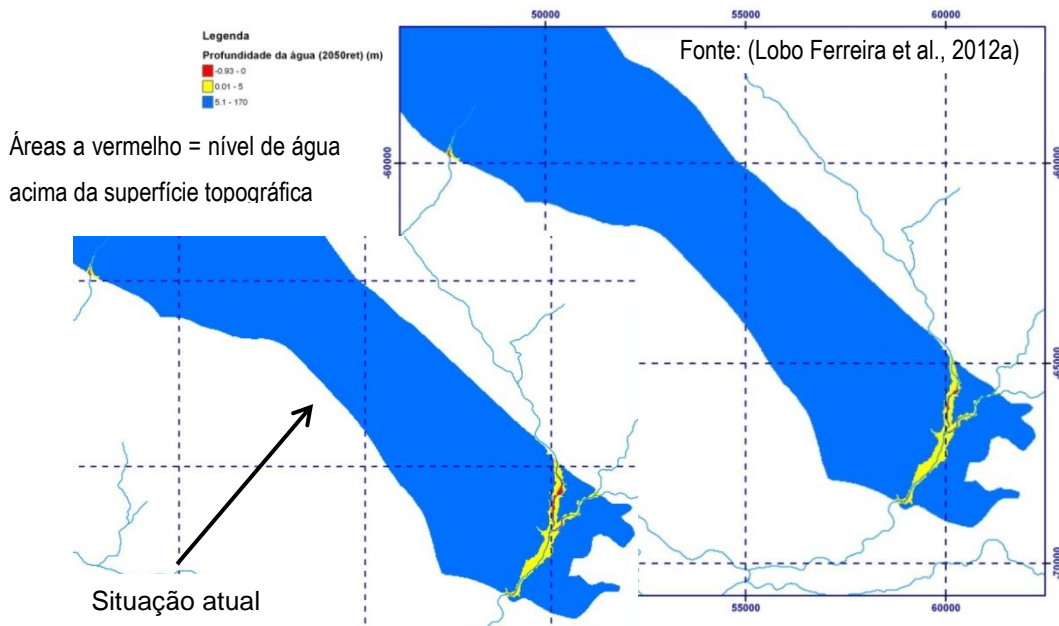 50000 55000 60000
Legenda
Profundidade da água (2050ret) (m)
-0.93 - 0
0.01 - 5
5.1 - 170
Fonte: (Lobo Ferreira et al., 2012a)
Áreas a vermelho = nível de água
acima da superfície topográfica
-60000
-65000
-70000
Situação atual
55000 60000